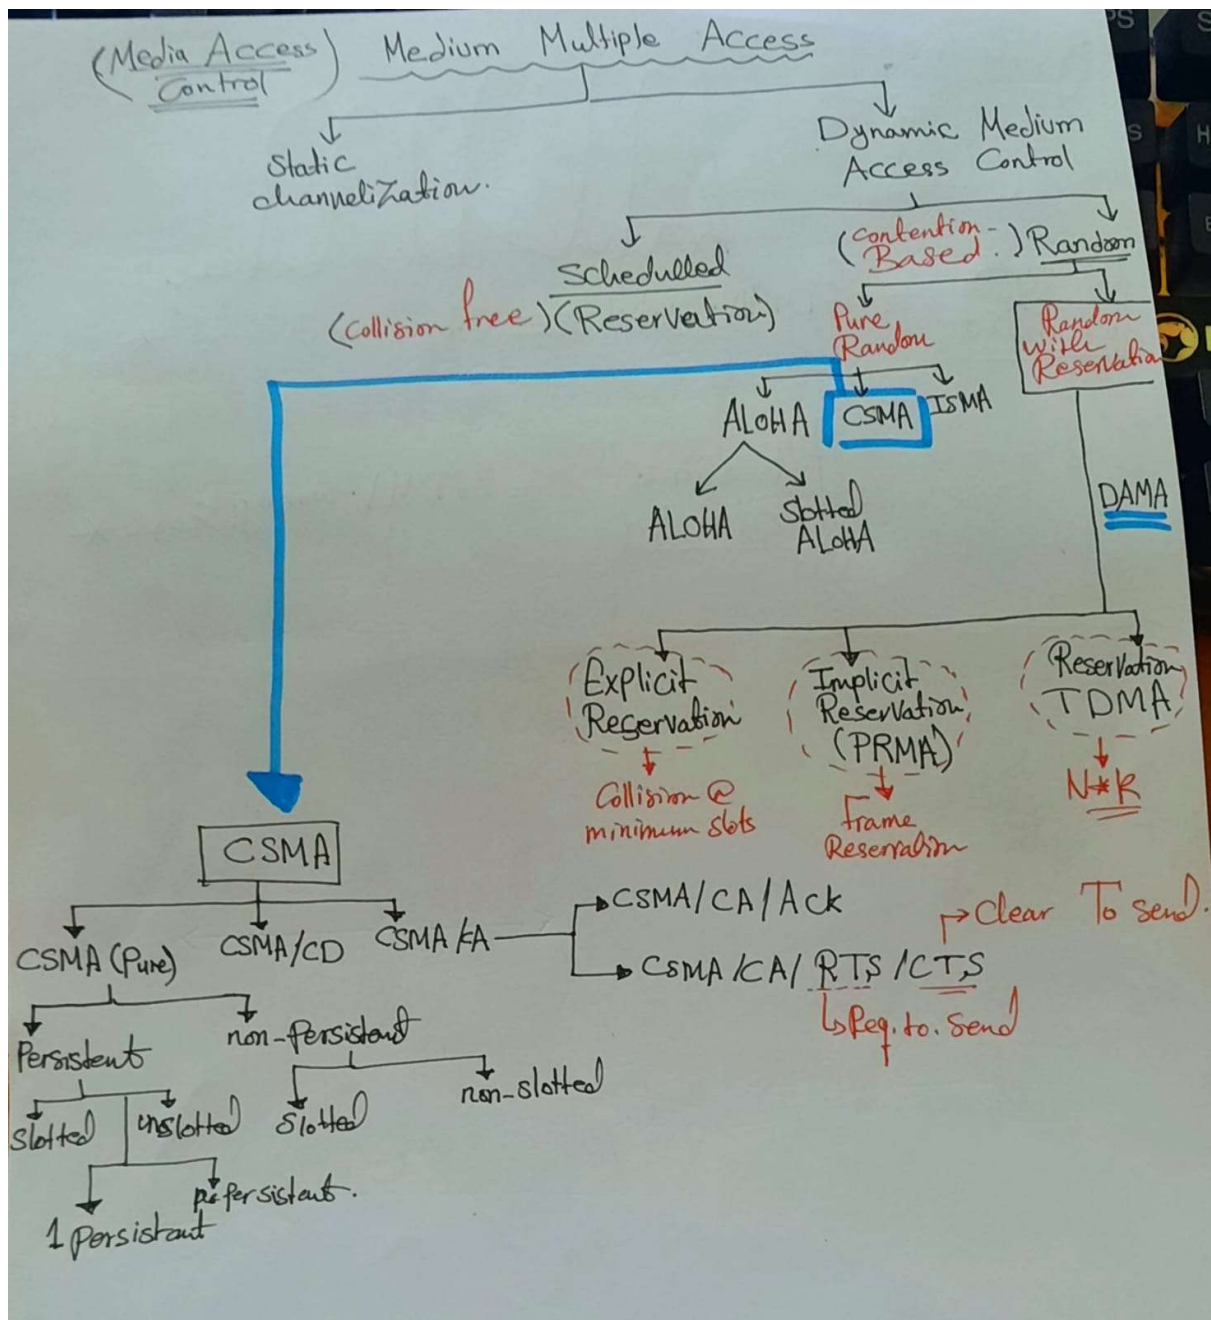 (Media Access Control) Medium Multiple Access
Static
channelization.
Dynamic Medium
Access Control
Schedulled
(Collision free) (Reservation)
(Contention-
Based.) Random
Pure
Random
Random
with
Reservation
ALOHA
CSMA
ISMA
ALOHA
Slotted
ALOHA
DAMA
Explicit
Reservation
Implicit
Reservation
(PRMA)
Reservation
TDMA
Collision @
minimum slots
Frame
Reservation
N*K
CSMA
CSMA (Pure)
CSMA/CD
CSMA/CA
CSMA/CA/Ack
CSMA/CA/RTS/CTS
Clear To send.
Req. to. Send
Persistent
non-Persistent
Slotted
unslotted
Slotted
non-slotted
1 Persistant
P-Persistent.
PS
S
S
H